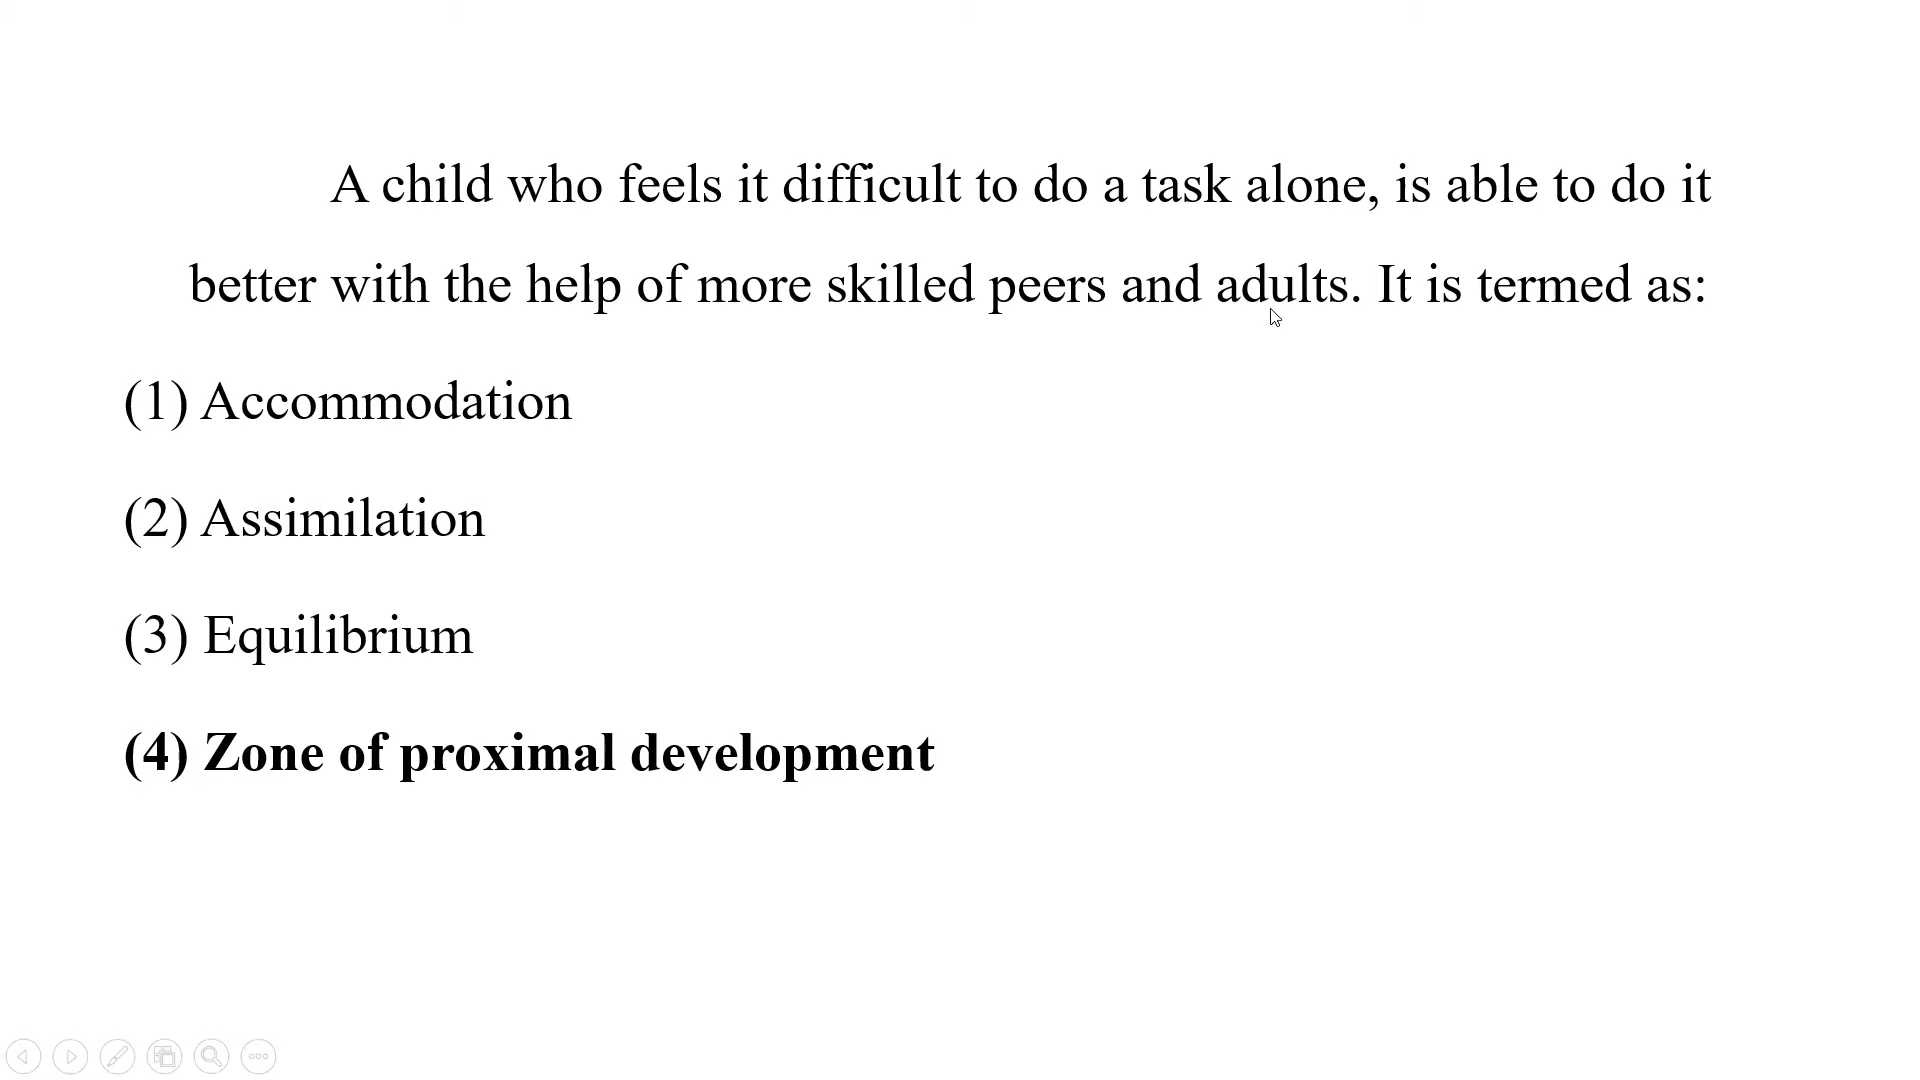 A child who feels it difficult to do a task alone, is able to do it
better with the help of more skilled peers and adults. It is termed as:
(1) Accommodation
(2) Assimilation
(3) Equilibrium
(4) Zone of proximal development